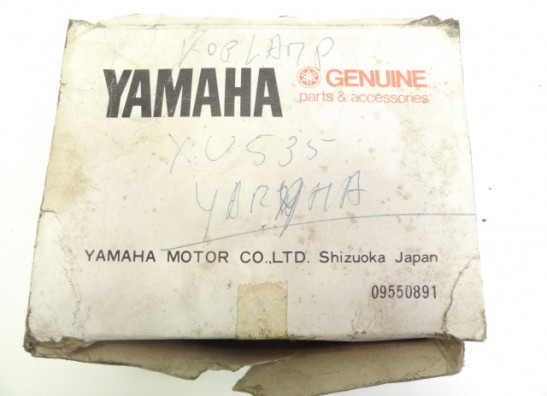 KOPLAMP
YAMAHA GENUINE
parts & accessories
XV535
YAMAHA
YAMAHA MOTOR CO.,LTD. Shizuoka Japan
09550891